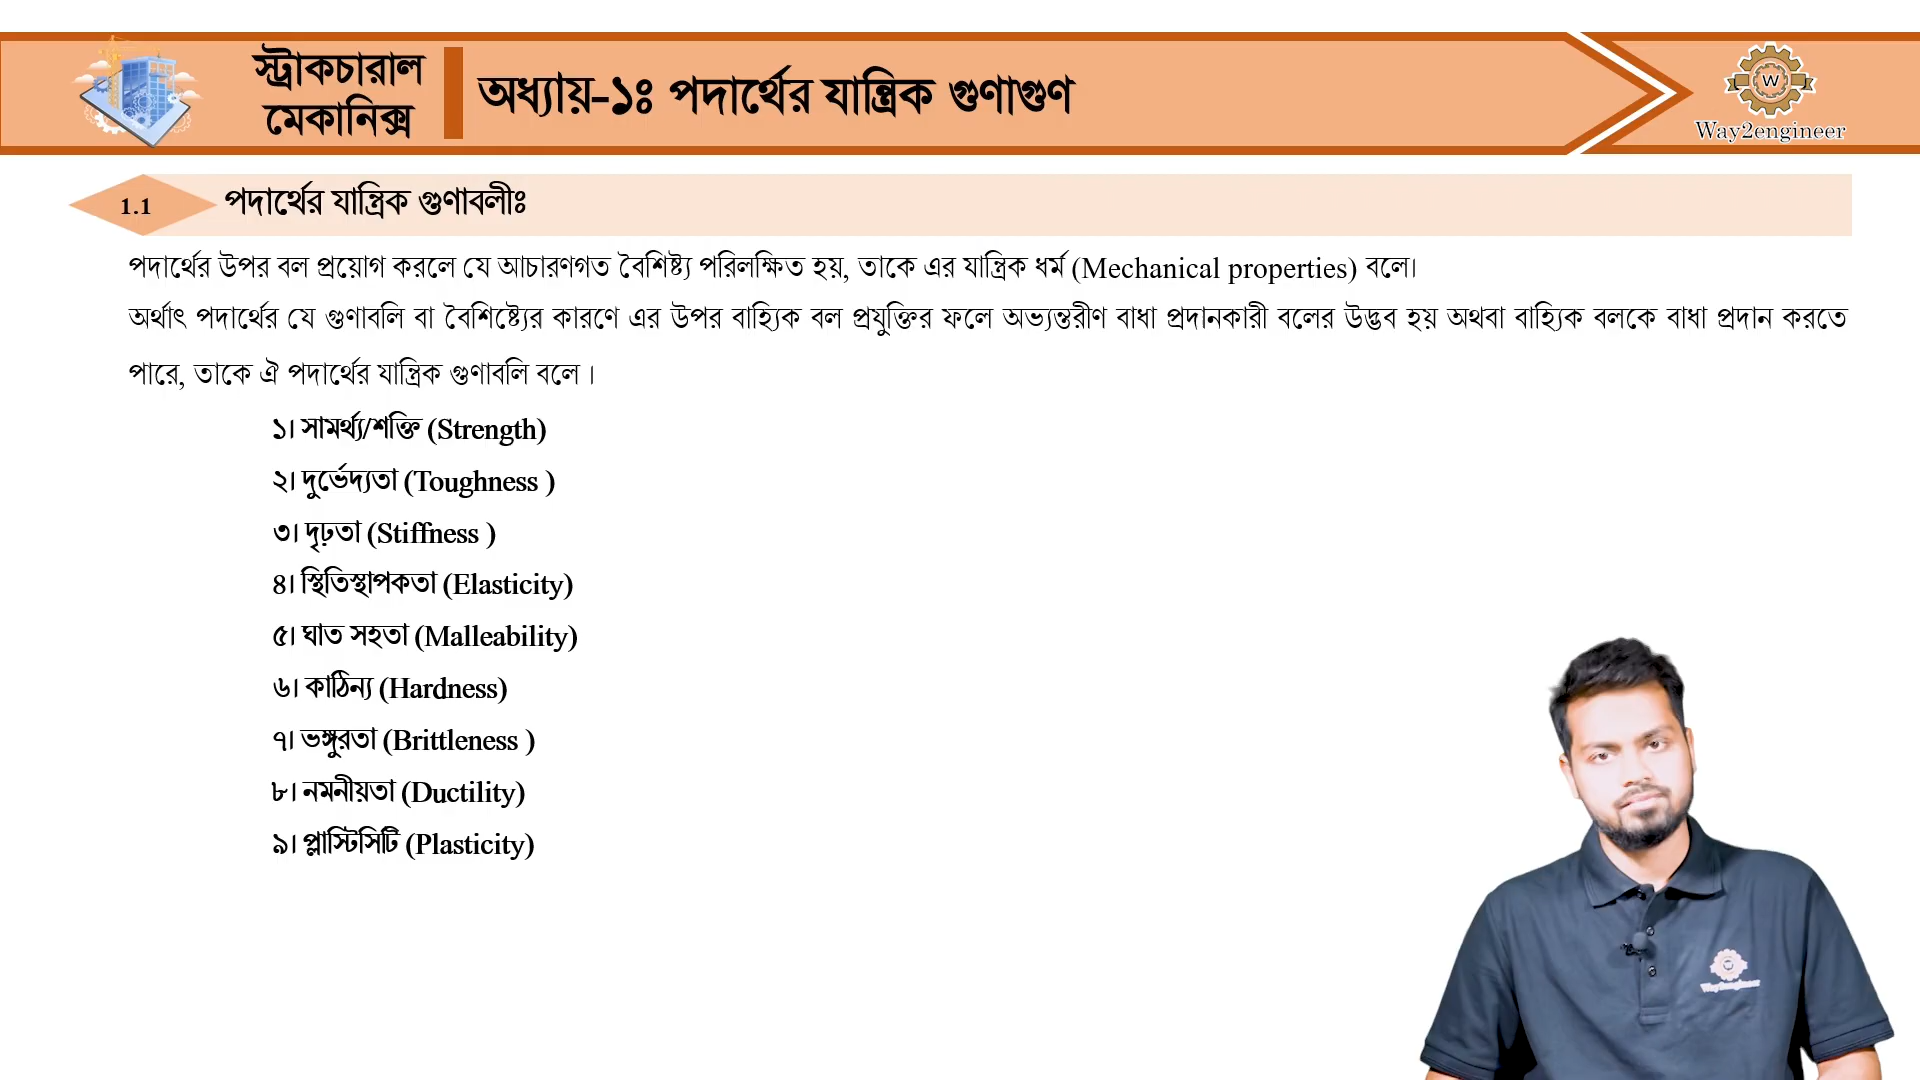 স্ট্রাকচারাল
মেকানিক্স
অধ্যায়-১ঃ পদার্থের যান্ত্রিক গুণাগুণ
W
Way2engineer
1.1
পদার্থের যান্ত্রিক গুণাবলীঃ
পদার্থের উপর বল প্রয়োগ করলে যে আচারণগত বৈশিষ্ট্য পরিলক্ষিত হয়, তাকে এর যান্ত্রিক ধর্ম (Mechanical properties) বলে।
অর্থাৎ পদার্থের যে গুণাবলি বা বৈশিষ্ট্যের কারণে এর উপর বাহ্যিক বল প্রযুক্তির ফলে অভ্যন্তরীণ বাধা প্রদানকারী বলের উদ্ভব হয় অথবা বাহ্যিক বলকে বাধা প্রদান করতে
পারে, তাকে ঐ পদার্থের যান্ত্রিক গুণাবলি বলে ।
১। সামর্থ্য/শক্তি (Strength)
২। দুর্ভেদ্যতা (Toughness )
৩। দৃঢ়তা (Stiffness )
৪। স্থিতিস্থাপকতা (Elasticity)
৫। ঘাত সহতা (Malleability)
৬। কাঠিন্য (Hardness)
৭। ভঙ্গুরতা (Brittleness )
৮। নমনীয়তা (Ductility)
৯। প্লাস্টিসিটি (Plasticity)
Way2engineer